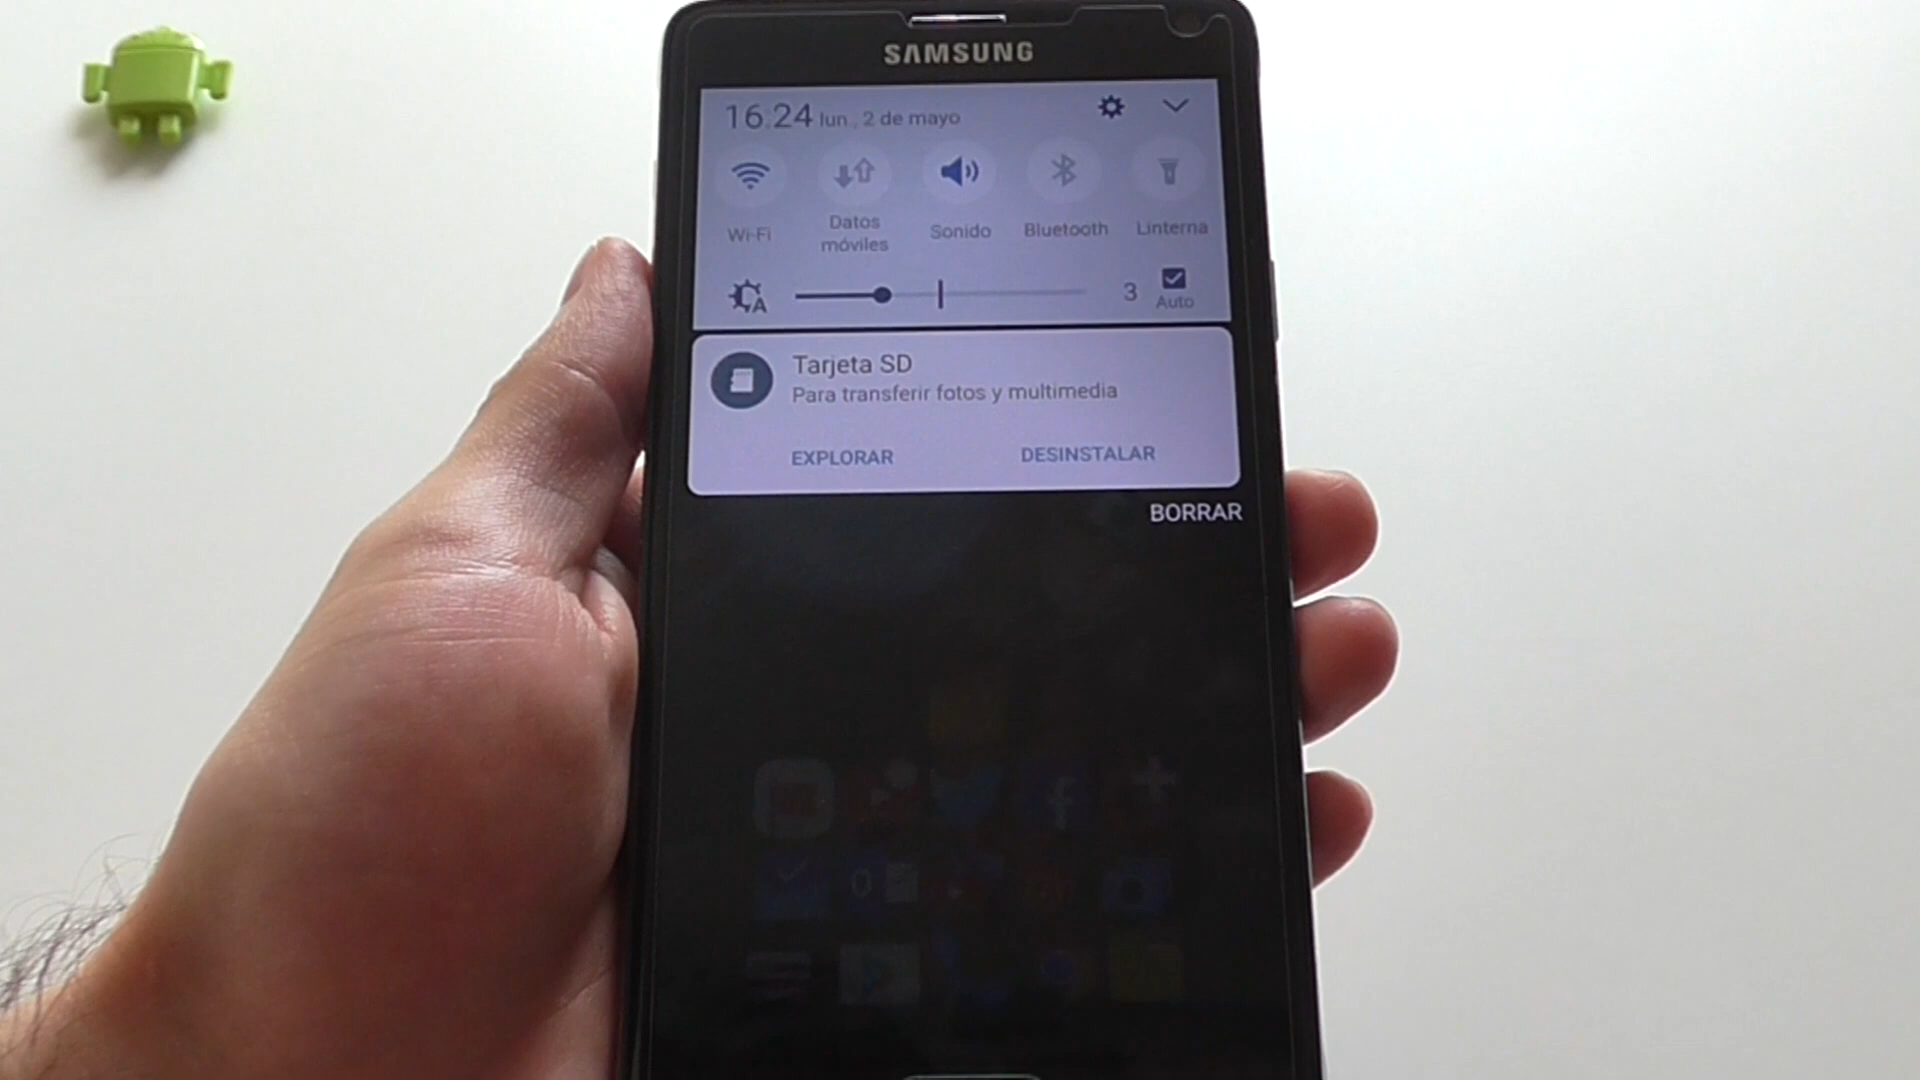 SAMSUNG
16:24 lun., 2 de mayo
Wi-Fi
Datos
móviles
Sonido
Bluetooth
Linterna
A
3
Auto
Tarjeta SD
Para transferir fotos y multimedia
EXPLORAR
DESINSTALAR
BORRAR